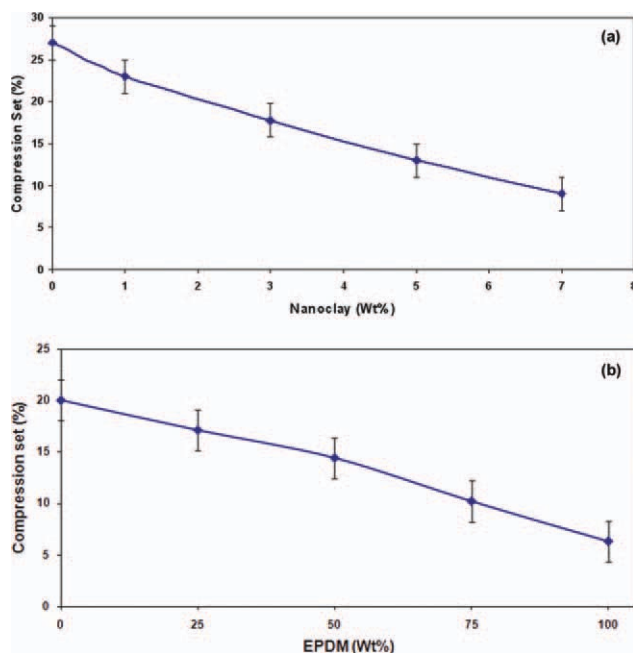 (a)
Compression Set (%)
30
25
20
15
10
5
0
0 1 2 3 4 5 6 7 8
Nanoclay (Wt%)
(b)
Compression set (%)
25
20
15
10
5
0
0 25 50 75 100
EPDM (Wt%)